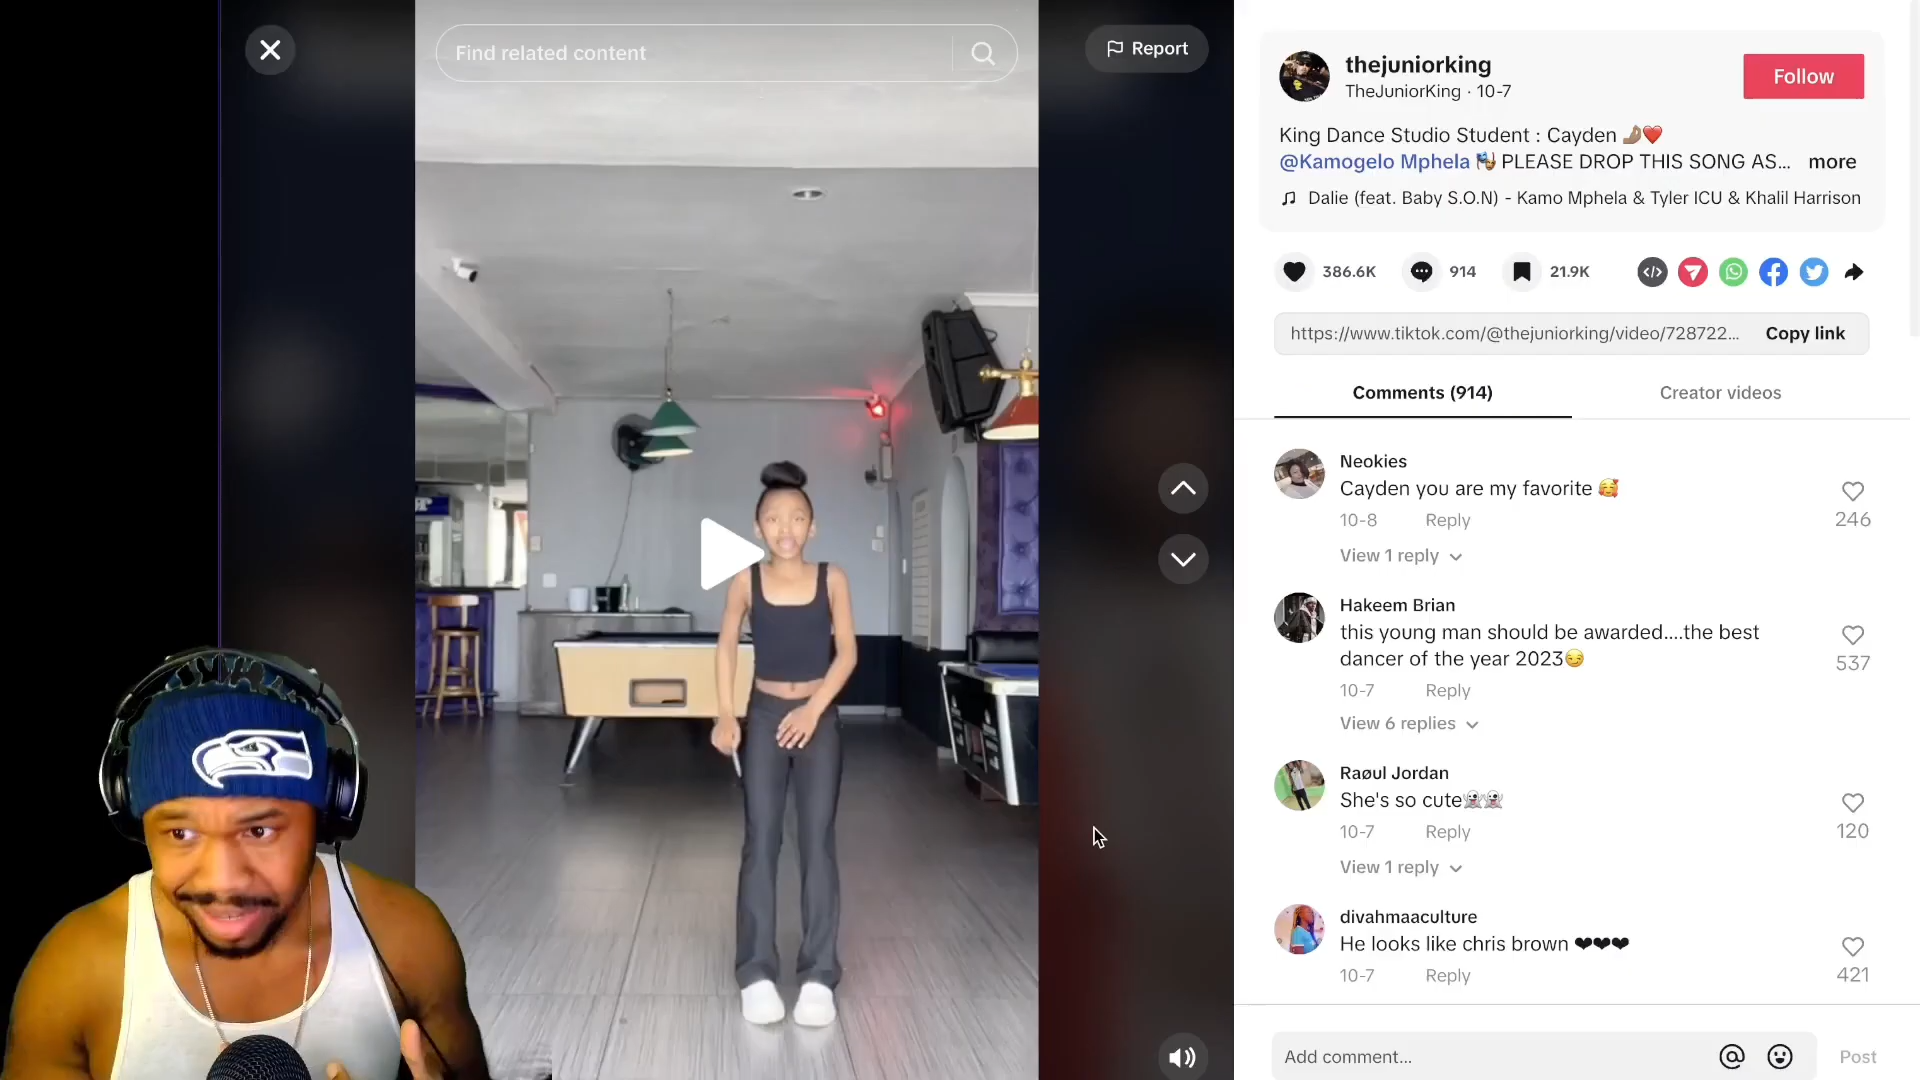 Find related content
Report
thejuniorking
TheJuniorKing · 10-7
Follow
King Dance Studio Student : Cayden 🤌🏽❤️
@Kamogelo Mphela 🎭 PLEASE DROP THIS SONG AS... more
Dalie (feat. Baby S.O.N) - Kamo Mphela & Tyler ICU & Khalil Harrison
386.6K
914
21.9K
https://www.tiktok.com/@thejuniorking/video/728722...
Copy link
Comments (914)
Creator videos
Neokies
Cayden you are my favorite 🥰
10-8 Reply
246
View 1 reply
Hakeem Brian
this young man should be awarded....the best
dancer of the year 2023😏
10-7 Reply
537
View 6 replies
Raøul Jordan
She's so cute👻👻
10-7 Reply
120
View 1 reply
divahmaaculture
He looks like chris brown ❤❤❤
10-7 Reply
421
Add comment...
Post